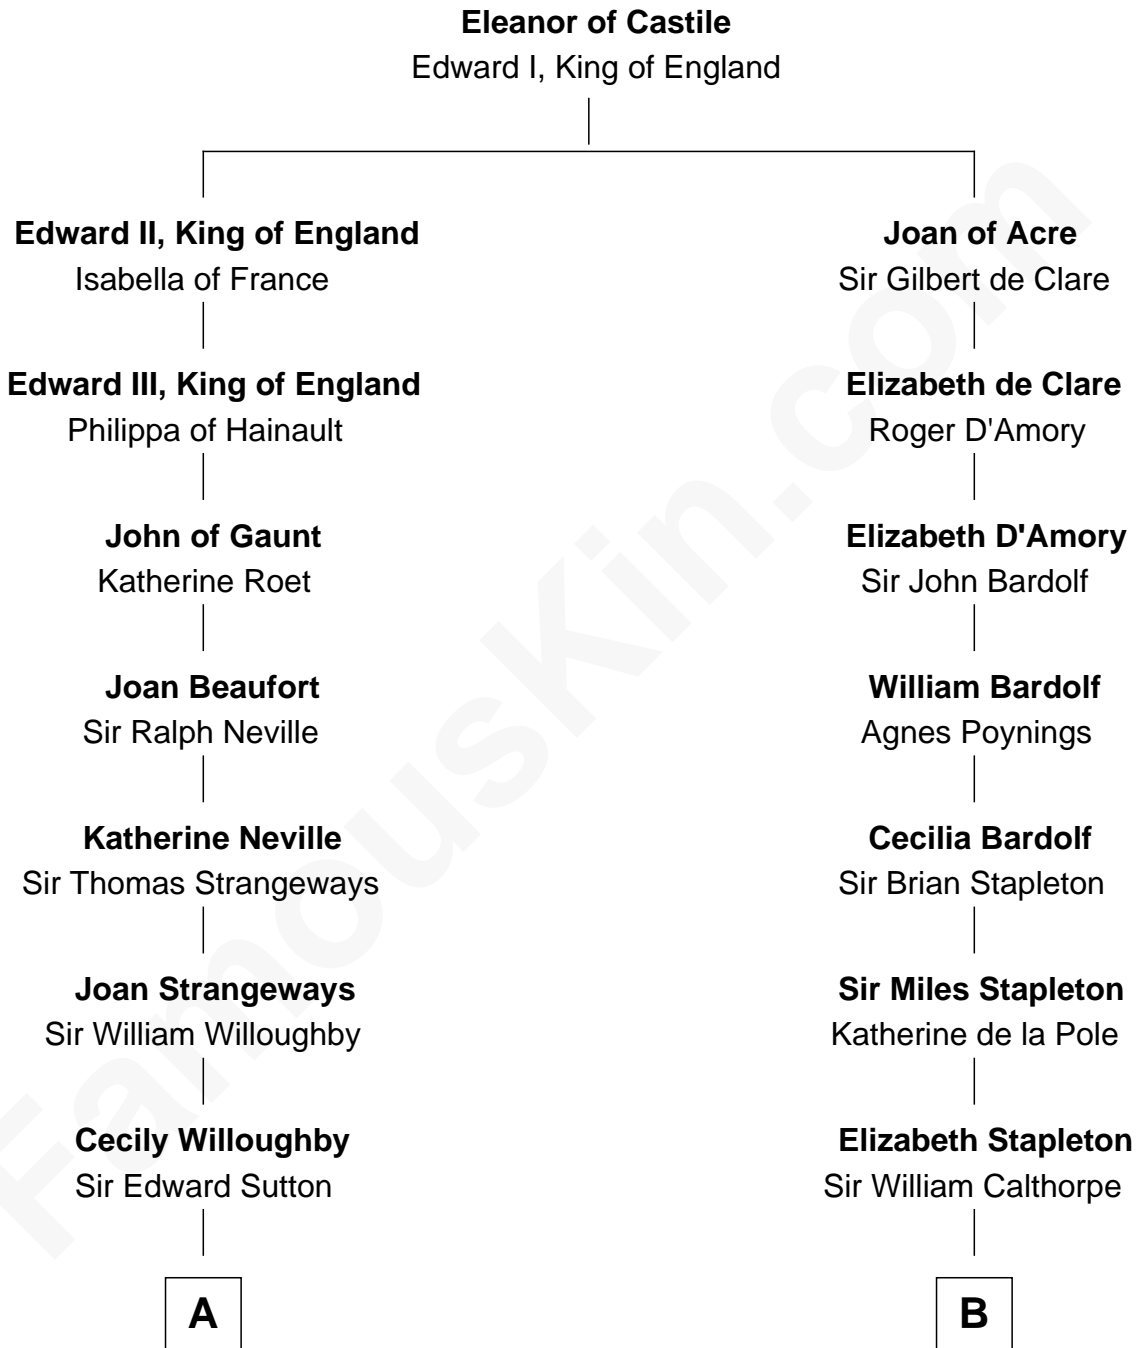 Eleanor of Castile
Edward I, King of England
Edward II, King of England
Isabella of France
Joan of Acre
Sir Gilbert de Clare
Edward III, King of England
Philippa of Hainault
Elizabeth de Clare
Roger D'Amory
John of Gaunt
Katherine Roet
Elizabeth D'Amory
Sir John Bardolf
Joan Beaufort
Sir Ralph Neville
William Bardolf
Agnes Poynings
Katherine Neville
Sir Thomas Strangeways
Cecilia Bardolf
Sir Brian Stapleton
Joan Strangeways
Sir William Willoughby
Sir Miles Stapleton
Katherine de la Pole
Cecily Willoughby
Sir Edward Sutton
Elizabeth Stapleton
Sir William Calthorpe
A
B
FamousKin.com